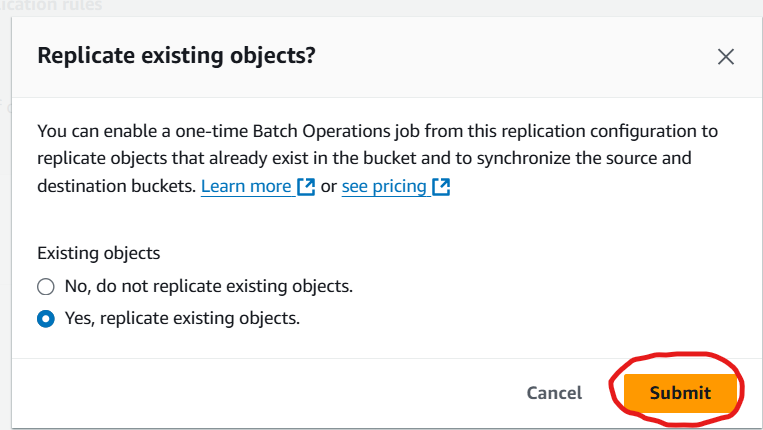 ication rules
Replicate existing objects?
You can enable a one-time Batch Operations job from this replication configuration to
replicate objects that already exist in the bucket and to synchronize the source and
destination buckets. Learn more or see pricing
Existing objects
No, do not replicate existing objects.
Yes, replicate existing objects.
Cancel Submit